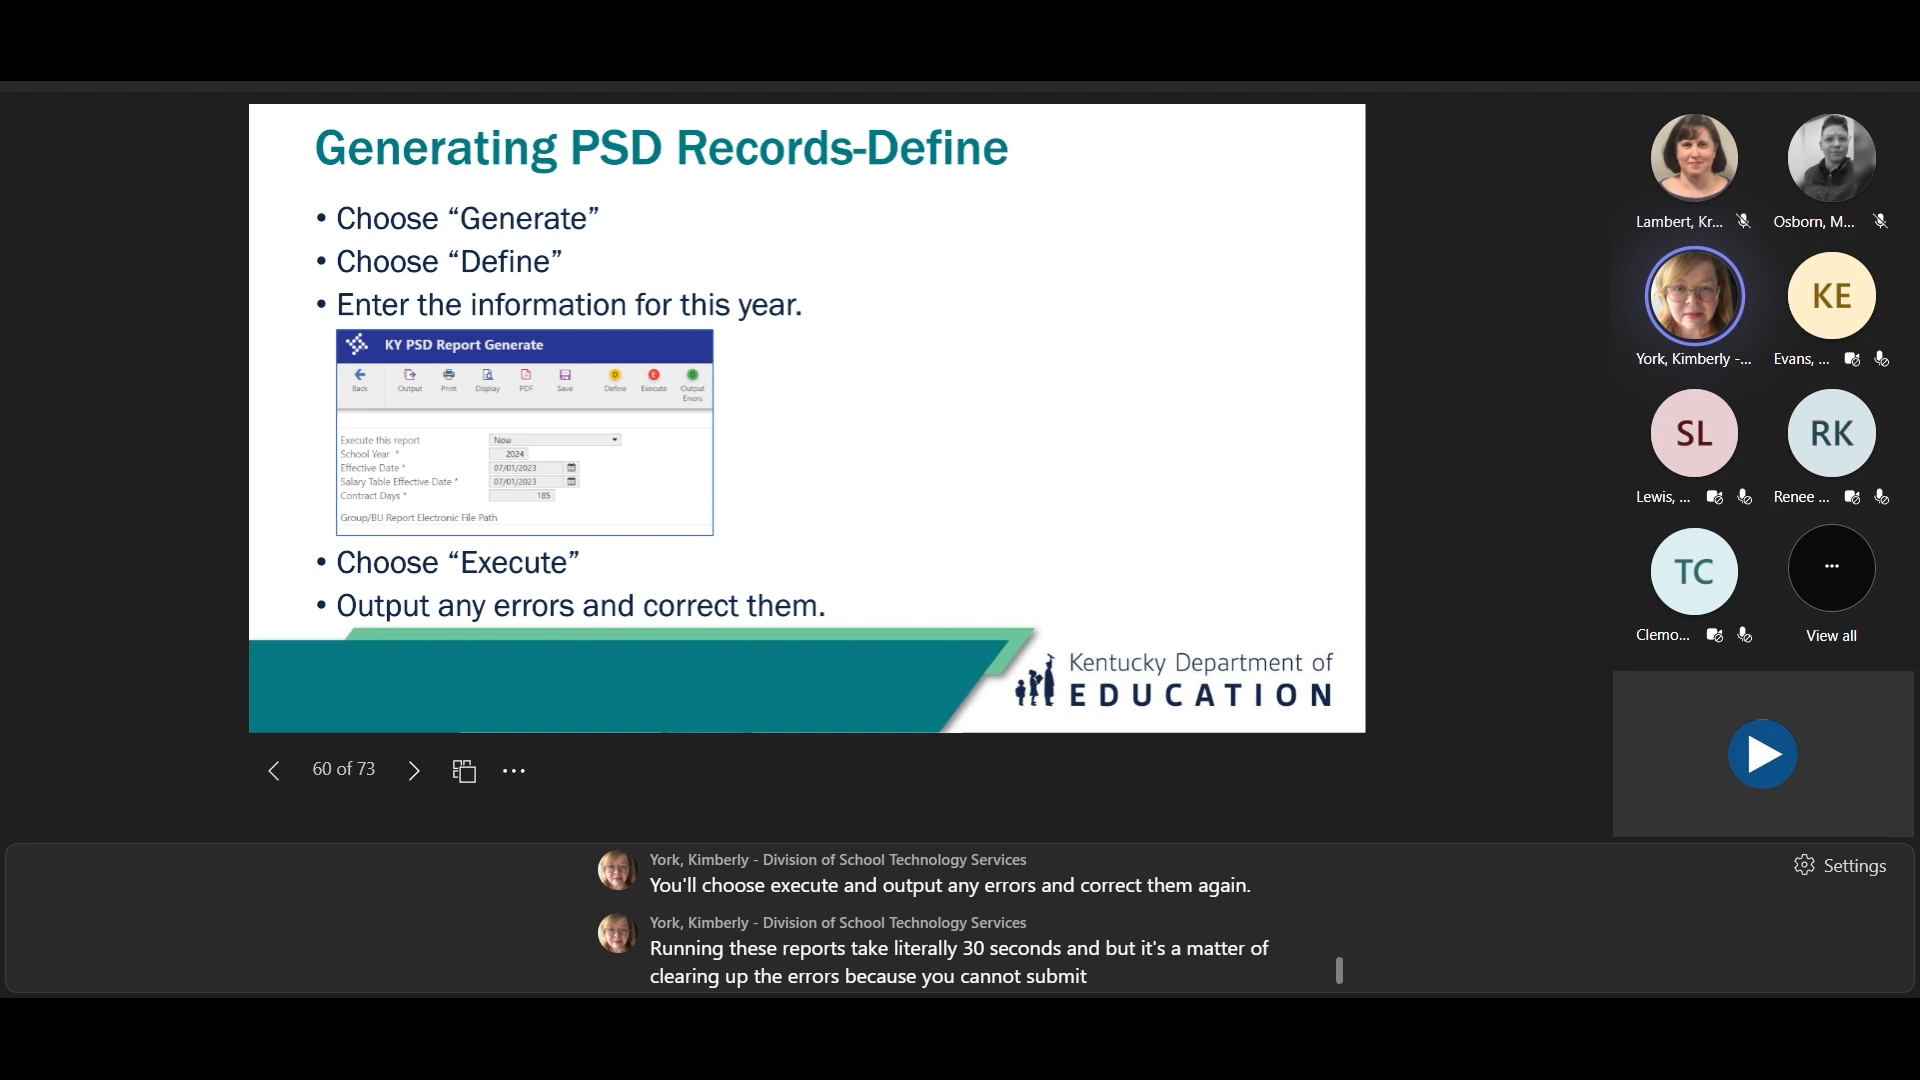 Generating PSD Records-Define
• Choose “Generate”
• Choose “Define”
• Enter the information for this year.
KY PSD Report Generate
Back Output Print Display PDF Save Define Execute Output Errors
D E O
Execute this report Now
School Year * 2024
Effective Date * 07/01/2023
Salary Table Effective Date * 07/01/2023
Contract Days * 185
Group/BU Report Electronic File Path
• Choose “Execute”
• Output any errors and correct them.
Kentucky Department of
EDUCATION
60 of 73
Lambert, Kr... Osborn, M...
KE
York, Kimberly -... Evans, ...
SL RK
Lewis, ... Renee ...
TC ...
Clemo... View all
York, Kimberly - Division of School Technology Services
You'll choose execute and output any errors and correct them again.
York, Kimberly - Division of School Technology Services
Running these reports take literally 30 seconds and but it's a matter of
clearing up the errors because you cannot submit
Settings